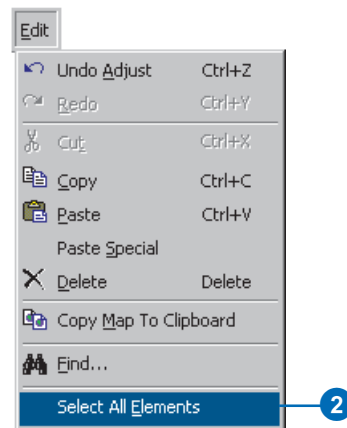 Edit
Undo Adjust Ctrl+Z
Redo Ctrl+Y
Cut Ctrl+X
Copy Ctrl+C
Paste Ctrl+V
Paste Special
Delete Delete
Copy Map To Clipboard
Find...
Select All Elements 2